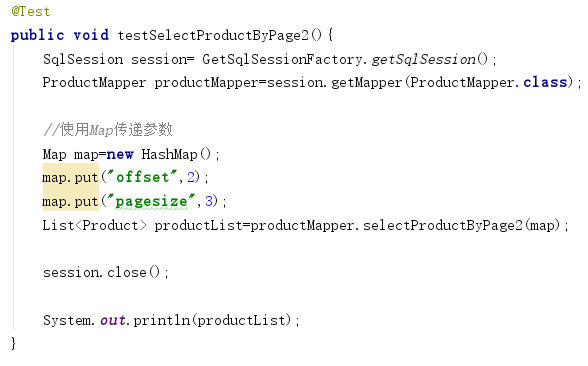 @Test
public void testSelectProductByPage2(){
SqlSession session= GetSqlSessionFactory.getSqlSession();
ProductMapper productMapper=session.getMapper(ProductMapper.class);
//使用Map传递参数
Map map=new HashMap();
map.put("offset",2);
map.put("pagesize",3);
List<Product> productList=productMapper.selectProductByPage2(map);
session.close();
System.out.println(productList);
}